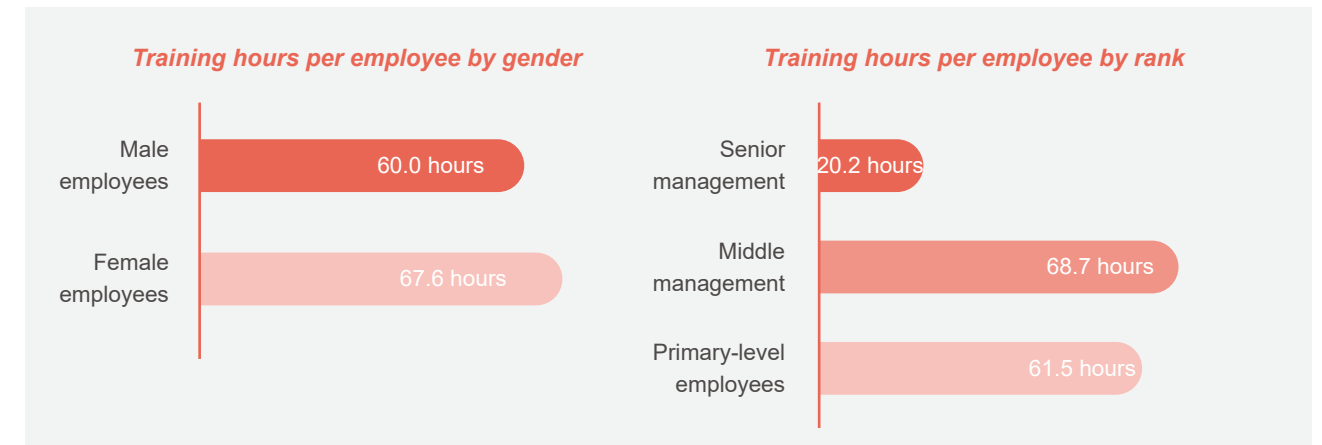 Training hours per employee by gender
Male
employees
60.0 hours
Female
employees
67.6 hours
Training hours per employee by rank
Senior
management
20.2 hours
Middle
management
68.7 hours
Primary-level
employees
61.5 hours